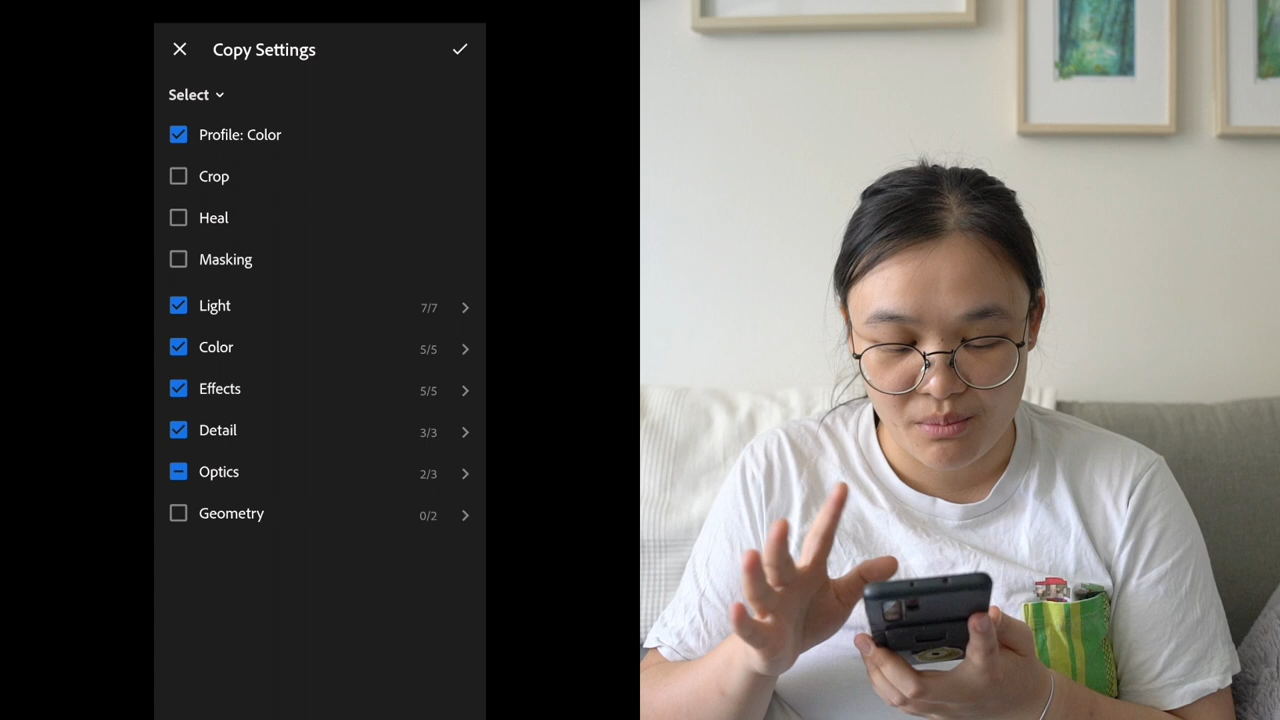 Copy Settings
Select
Profile: Color
Crop
Heal
Masking
Light 7/7
Color 5/5
Effects 5/5
Detail 3/3
Optics 2/3
Geometry 0/2